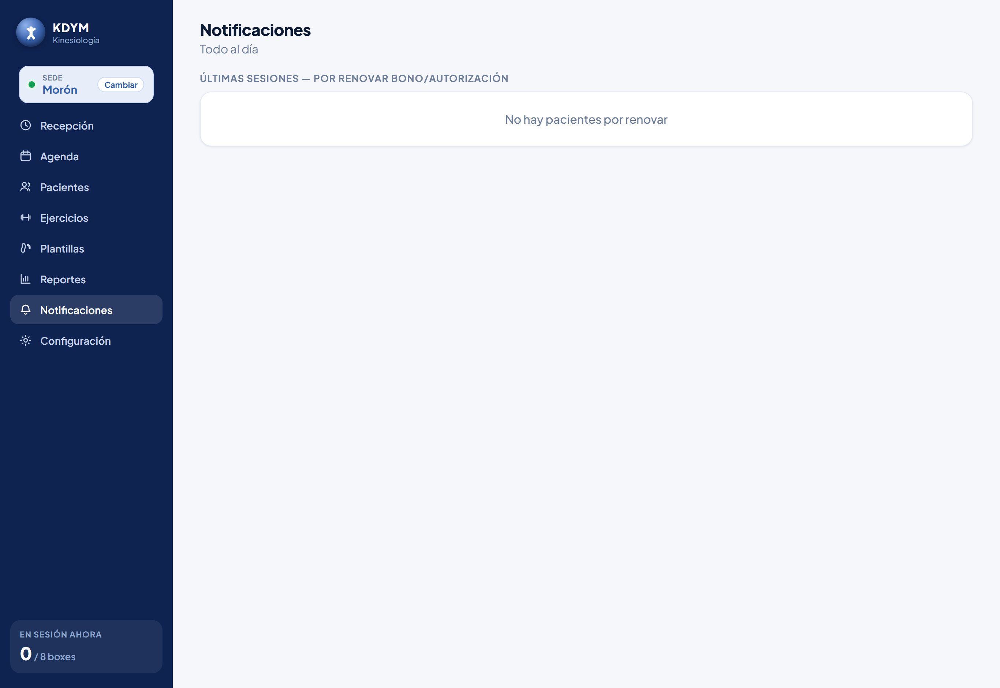 KDYM
Kinesiología
SEDE
Morón
Cambiar
Recepción
Agenda
Pacientes
Ejercicios
Plantillas
Reportes
Notificaciones
Configuración
EN SESIÓN AHORA
0 / 8 boxes
Notificaciones
Todo al día
ÚLTIMAS SESIONES — POR RENOVAR BONO/AUTORIZACIÓN
No hay pacientes por renovar